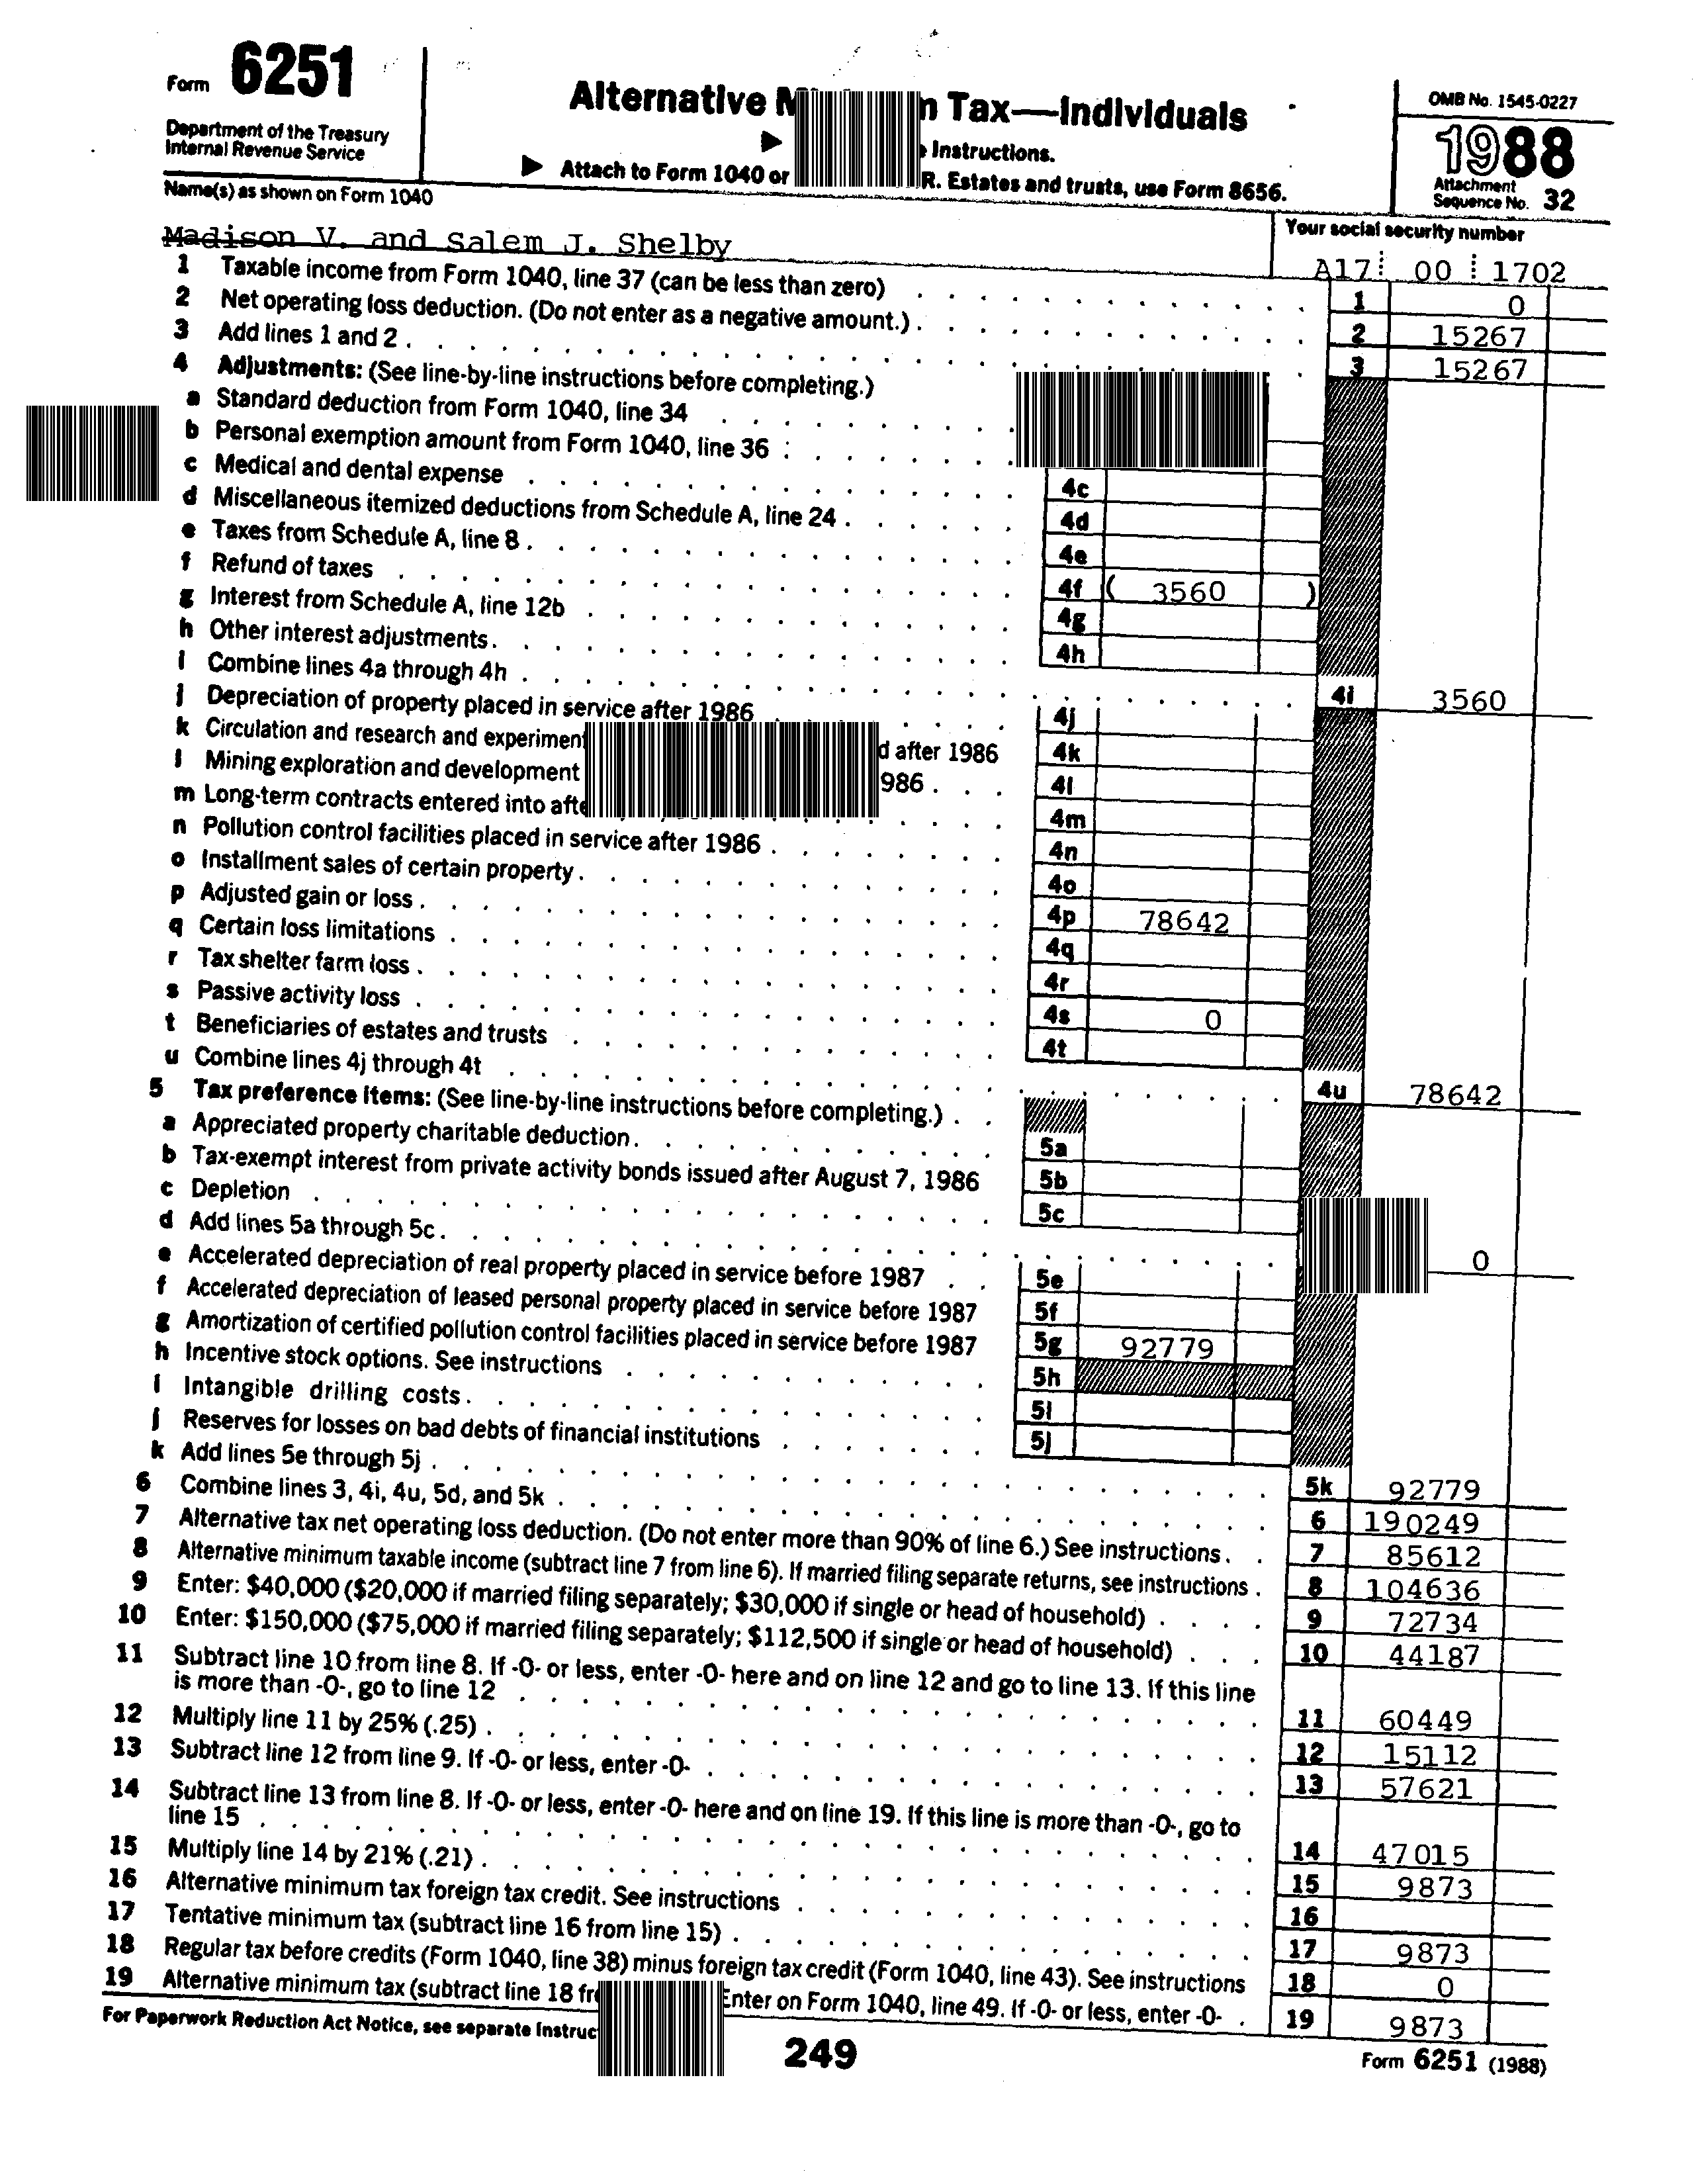 Form 6251
Department of the Treasury
Internal Revenue Service
Alternative Tax—Individuals
▶ Instructions.
▶ Attach to Form 1040 or R. Estates and trusts, use Form 8656.
OMB No. 1545-0227
1988
Attachment
Sequence No. 32
Name(s) as shown on Form 1040
Your social security number
Madison V. and Salem J. Shelby
A17 00 1702
1 Taxable income from Form 1040, line 37 (can be less than zero) 1 0
2 Net operating loss deduction. (Do not enter as a negative amount.) 2 15267
3 Add lines 1 and 2 3 15267
4 Adjustments: (See line-by-line instructions before completing.)
a Standard deduction from Form 1040, line 34
b Personal exemption amount from Form 1040, line 36
c Medical and dental expense 4c
d Miscellaneous itemized deductions from Schedule A, line 24 4d
e Taxes from Schedule A, line 8 4e
f Refund of taxes 4f ( 3560 )
g Interest from Schedule A, line 12b 4g
h Other interest adjustments 4h
i Combine lines 4a through 4h 4i 3560
j Depreciation of property placed in service after 1986 4j
k Circulation and research and d after 1986 4k
l Mining exploration and development 986 4l
m Long-term contracts entered into 4m
n Pollution control facilities placed in service after 1986 4n
o Installment sales of certain property 4o
p Adjusted gain or loss 4p 78642
q Certain loss limitations 4q
r Tax shelter farm loss 4r
s Passive activity loss 4s 0
t Beneficiaries of estates and trusts 4t
u Combine lines 4j through 4t 4u 78642
5 Tax preference items: (See line-by-line instructions before completing.)
a Appreciated property charitable deduction 5a
b Tax-exempt interest from private activity bonds issued after August 7, 1986 5b
c Depletion 5c
d Add lines 5a through 5c 0
e Accelerated depreciation of real property placed in service before 1987 5e
f Accelerated depreciation of leased personal property placed in service before 1987 5f
g Amortization of certified pollution control facilities placed in service before 1987 5g 92779
h Incentive stock options. See instructions 5h
i Intangible drilling costs 5i
j Reserves for losses on bad debts of financial institutions 5j
k Add lines 5e through 5j 5k 92779
6 Combine lines 3, 4i, 4u, 5d, and 5k 6 190249
7 Alternative tax net operating loss deduction. (Do not enter more than 90% of line 6.) See instructions 7 85612
8 Alternative minimum taxable income (subtract line 7 from line 6). If married filing separate returns, see instructions 8 104636
9 Enter: $40,000 ($20,000 if married filing separately; $30,000 if single or head of household) 9 72734
10 Enter: $150,000 ($75,000 if married filing separately; $112,500 if single or head of household) 10 44187
11 Subtract line 10 from line 8. If -0- or less, enter -0- here and on line 12 and go to line 13. If this line
is more than -0-, go to line 12 11 60449
12 Multiply line 11 by 25% (.25) 12 15112
13 Subtract line 12 from line 9. If -0- or less, enter -0- 13 57621
14 Subtract line 13 from line 8. If -0- or less, enter -0- here and on line 19. If this line is more than -0-, go to
line 15 14 47015
15 Multiply line 14 by 21% (.21) 15 9873
16 Alternative minimum tax foreign tax credit. See instructions 16
17 Tentative minimum tax (subtract line 16 from line 15) 17 9873
18 Regular tax before credits (Form 1040, line 38) minus foreign tax credit (Form 1040, line 43). See instructions 18 0
19 Alternative minimum tax (subtract line 18 Enter on Form 1040, line 49. If -0- or less, enter -0- 19 9873
For Paperwork Reduction Act Notice, see separate
249
Form 6251 (1988)